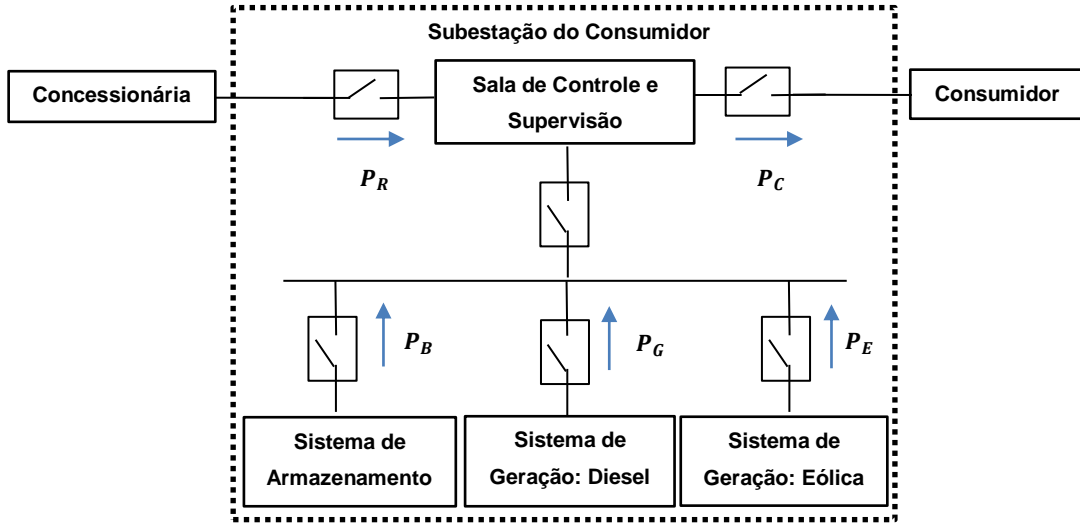 Subestação do Consumidor
Concessionária
Sala de Controle e
Supervisão
Consumidor
P_R
P_C
P_B
P_G
P_E
Sistema de
Armazenamento
Sistema de
Geração: Diesel
Sistema de
Geração: Eólica